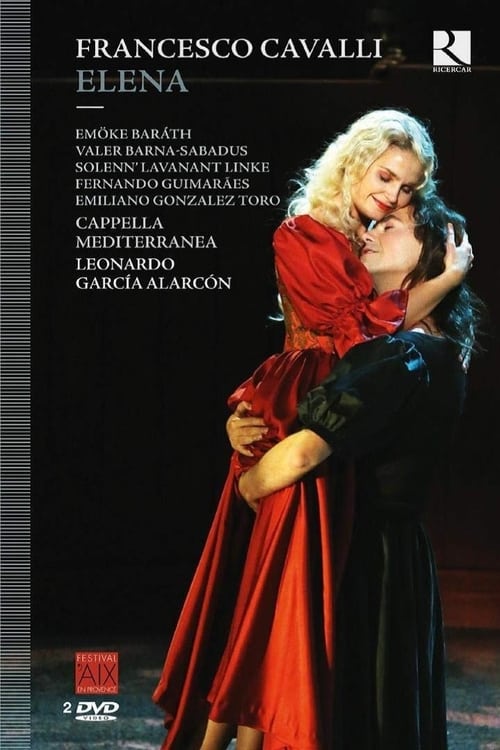 FRANCESCO CAVALLI
ELENA
R
RICERCAR
EMŐKE BARÁTH
VALER BARNA-SABADUS
SOLENN' LAVANANT LINKE
FERNANDO GUIMARÃES
EMILIANO GONZALEZ TORO
CAPPELLA
MEDITERRANEA
LEONARDO
GARCÍA ALARCÓN
FESTIVAL
D'AIX
EN PROVENCE
2 DVD
VIDEO